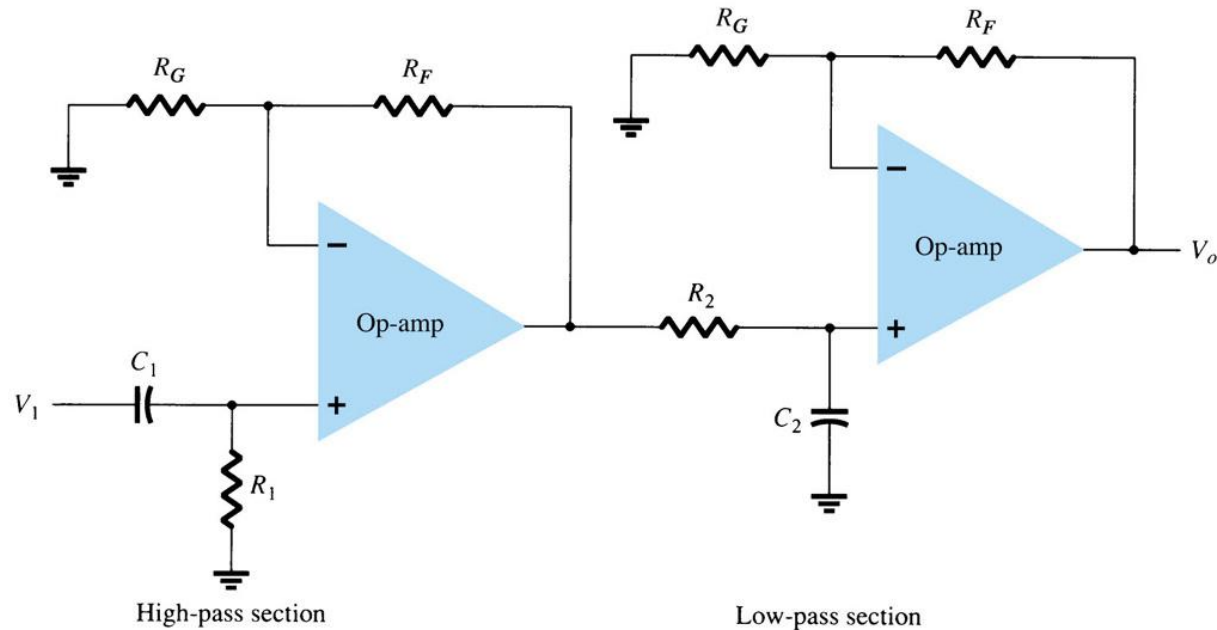 R_G
R_F
R_G
R_F
−
Op-amp
+
C_1
V_1
R_1
R_2
−
Op-amp
+
C_2
V_o
High-pass section
Low-pass section